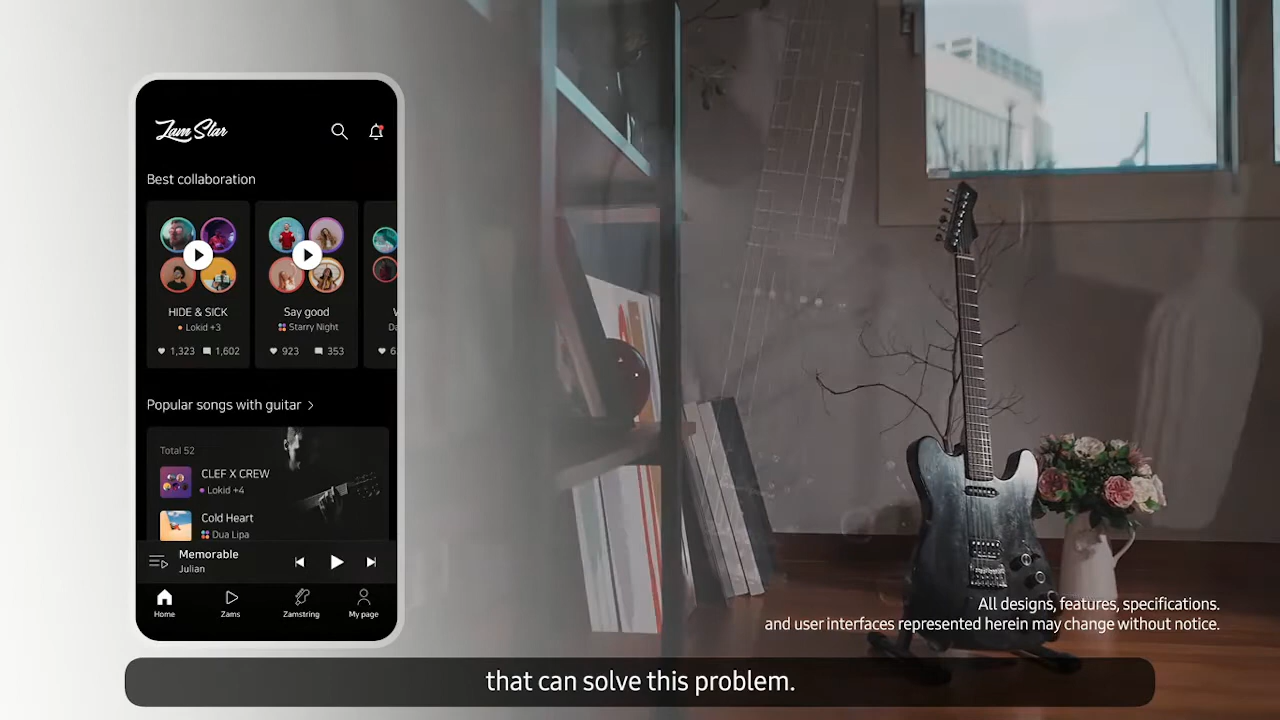 Zam Star
Best collaboration
HIDE & SICK
Lokid +3
1,323 1,602
Say good
Starry Night
923 353
Popular songs with guitar >
Total 52
CLEF X CREW
Lokid +4
Cold Heart
Dua Lipa
Memorable
Julian
Home Zams Zamstring My page
All designs, features, specifications.
and user interfaces represented herein may change without notice.
that can solve this problem.